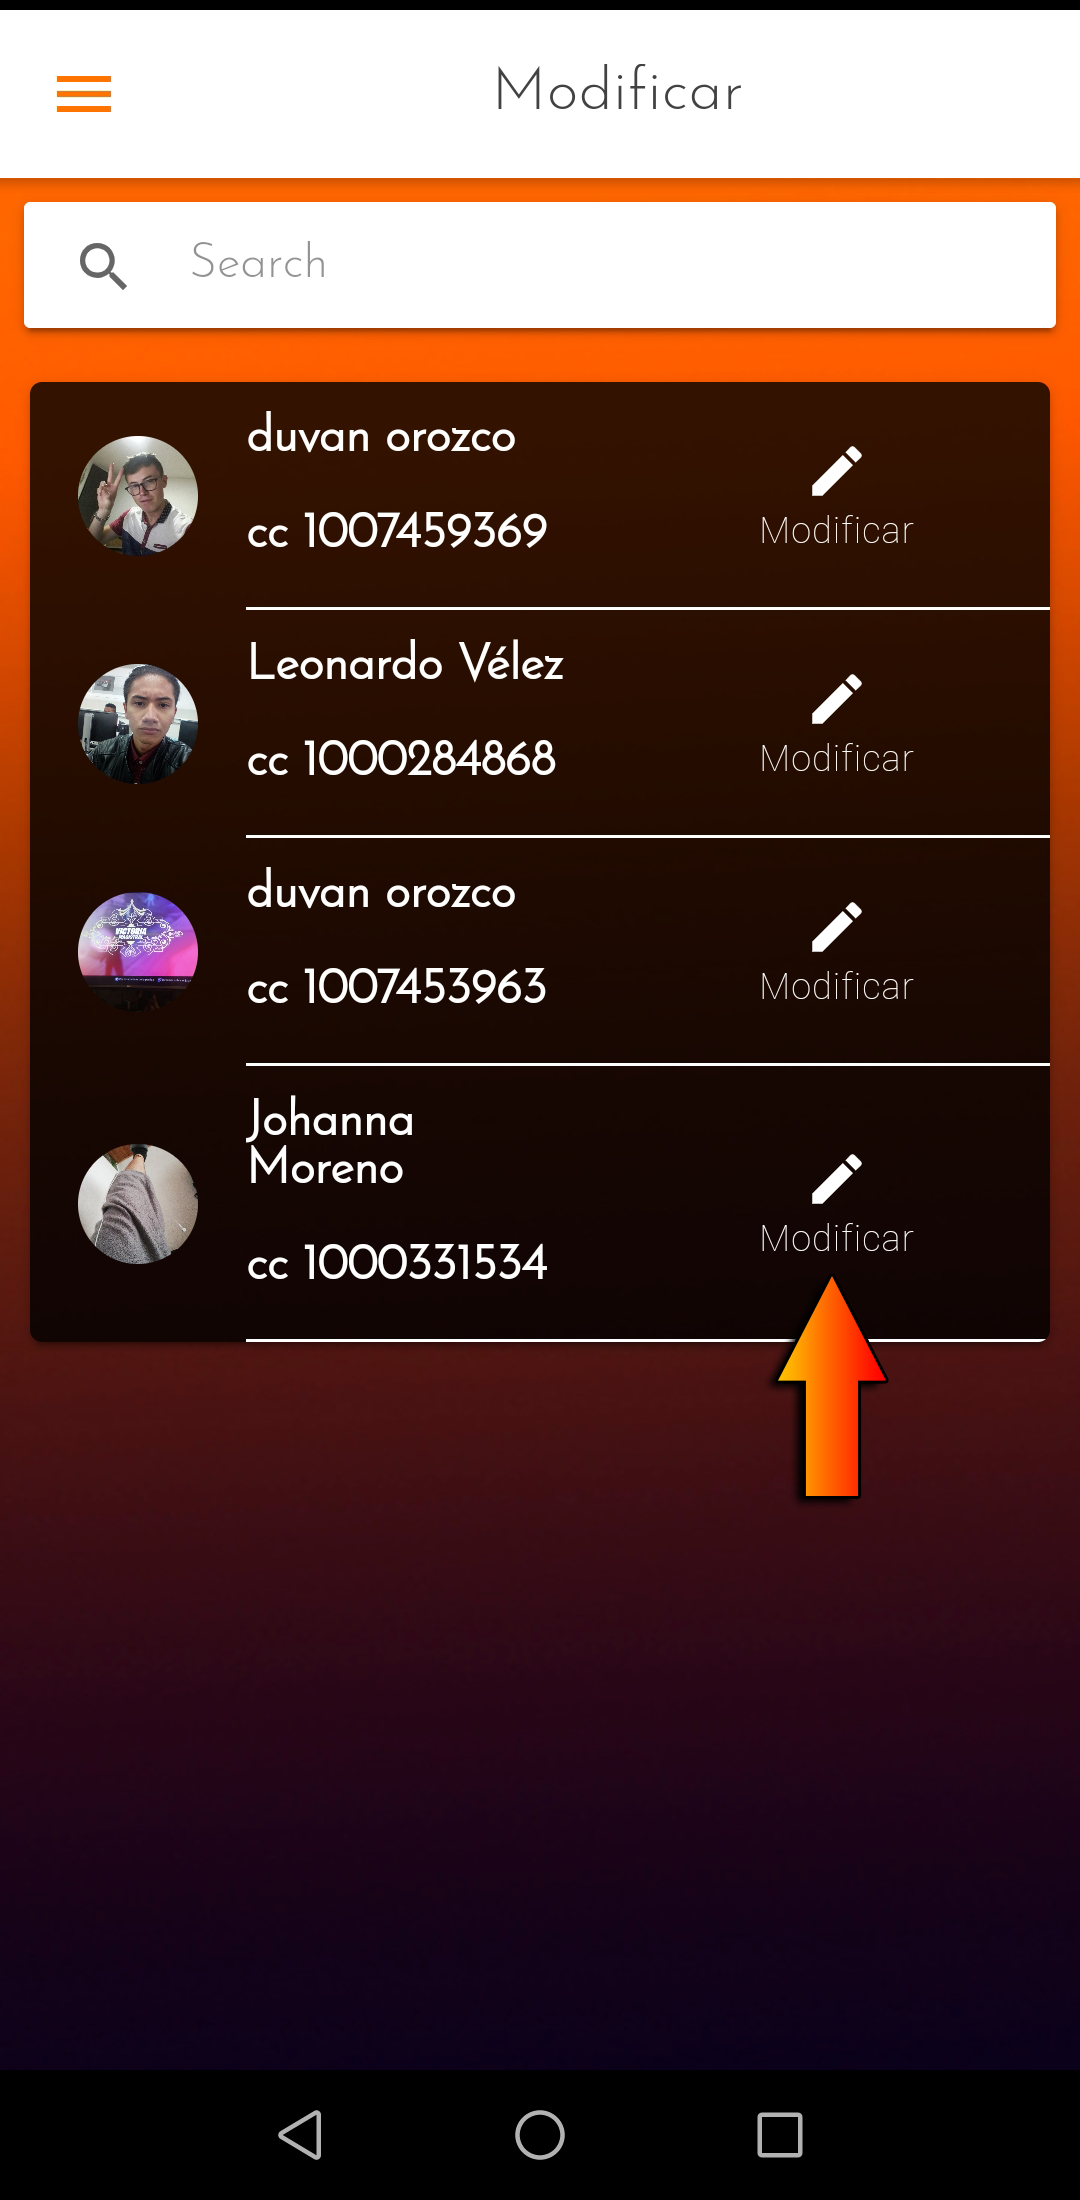 Modificar
Search
duvan orozco
cc 1007459369
Modificar
Leonardo Vélez
cc 1000284868
Modificar
duvan orozco
cc 1007453963
Modificar
VICTORIA
Johanna
Moreno
cc 1000331534
Modificar